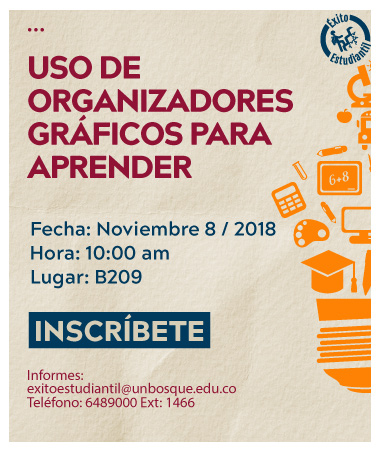 Éxito
Estudiantil
...
USO DE
ORGANIZADORES
GRÁFICOS PARA
APRENDER
6+8
Fecha: Noviembre 8 / 2018
Hora: 10:00 am
Lugar: B209
INSCRÍBETE
Informes:
exitoestudiantil@unbosque.edu.co
Teléfono: 6489000 Ext: 1466